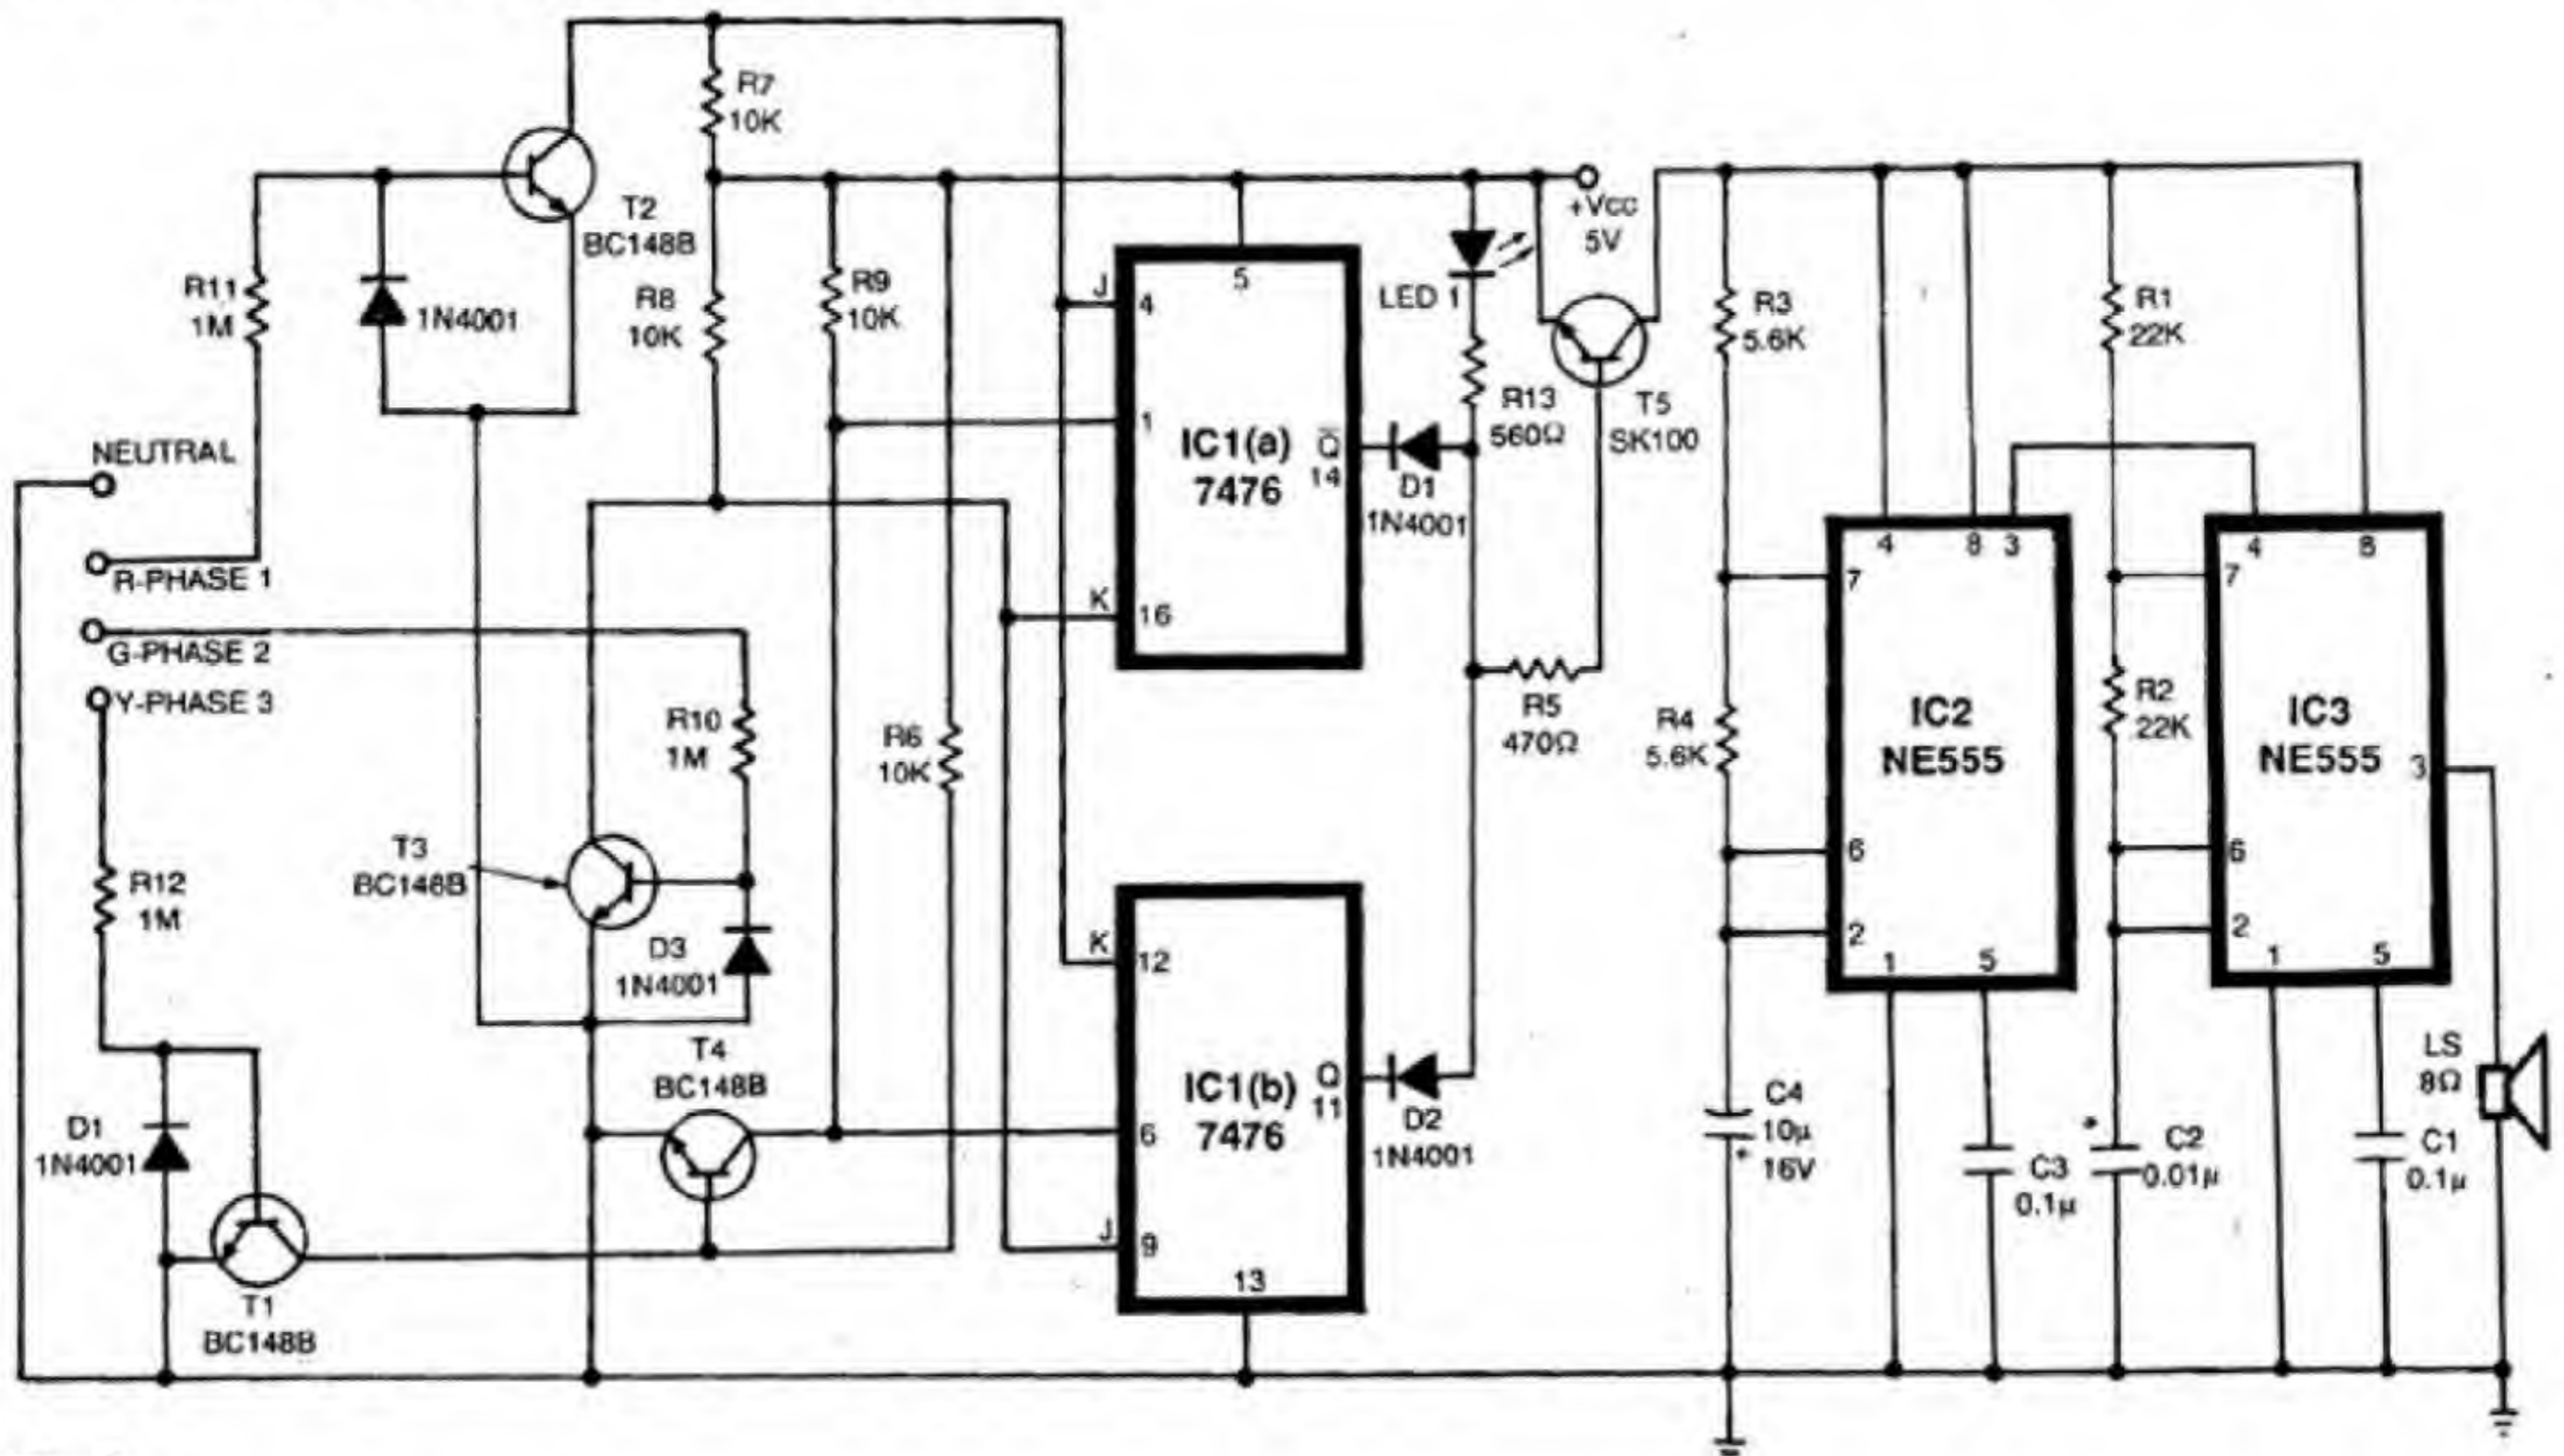 R7
10K
T2
BC148B
R11
1M
1N4001
R8
10K
R9
10K
NEUTRAL
R-PHASE 1
G-PHASE 2
Y-PHASE 3
R10
1M
R6
10K
T3
BC148B
R12
1M
D3
1N4001
T4
BC148B
D1
1N4001
T1
BC148B
5
J
4
1
IC1(a)
7476
Q̅
14
K
16
LED 1
+Vcc
5V
R13
560Ω
T5
SK100
D1
1N4001
R5
470Ω
K
12
IC1(b)
7476
Q
11
6
J
9
13
D2
1N4001
R3
5.6K
R4
5.6K
4
8
3
7
IC2
NE555
6
2
1
5
C4
10µ
+
16V
C3
0.1µ
R1
22K
R2
22K
4
8
7
IC3
NE555
3
6
2
1
5
C2
0.01µ
C1
0.1µ
LS
8Ω